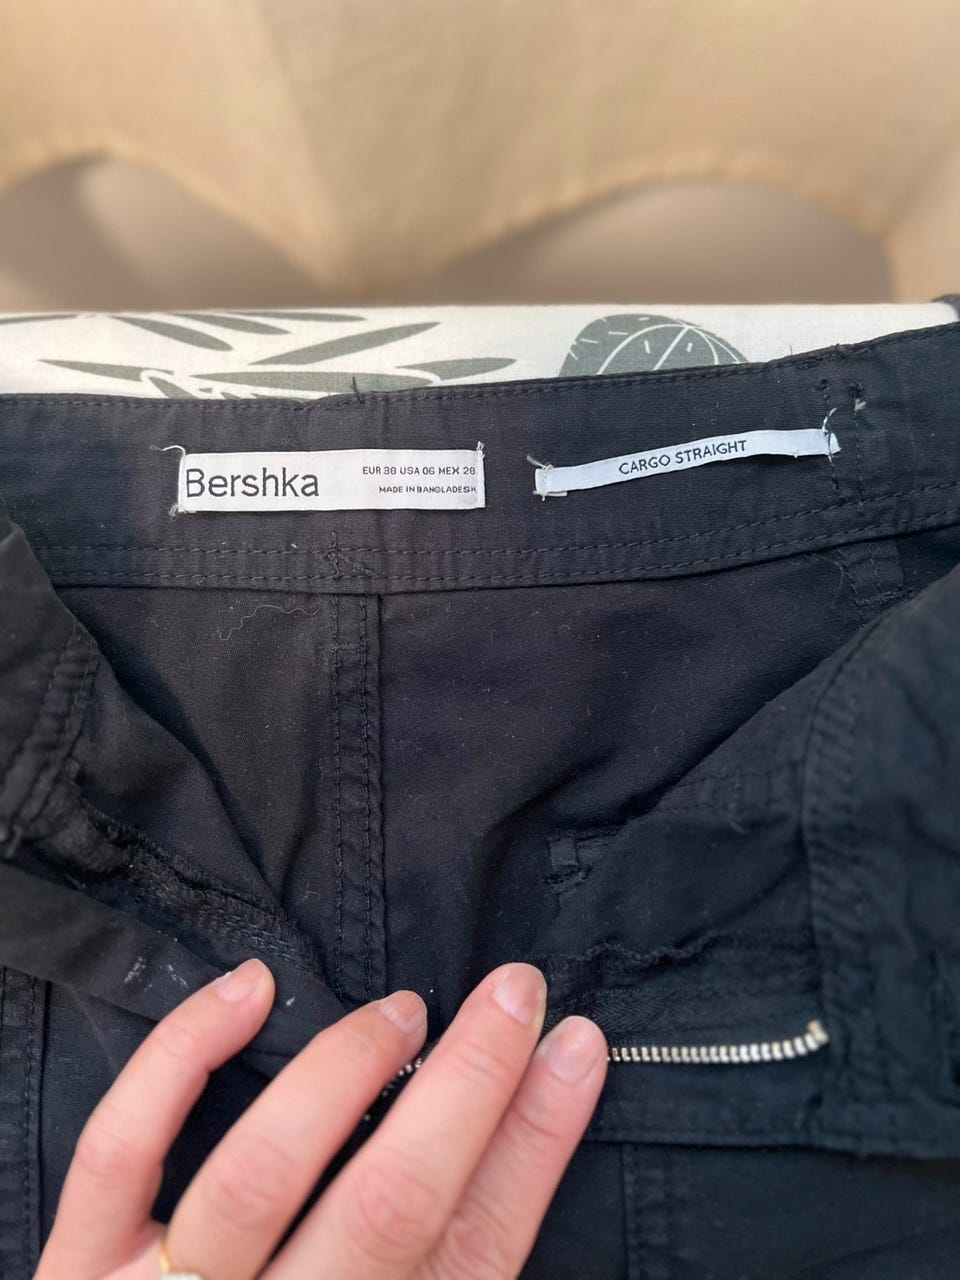 Bershka
EUR 38 USA 06 MEX 28
MADE IN BANGLADESH
CARGO STRAIGHT